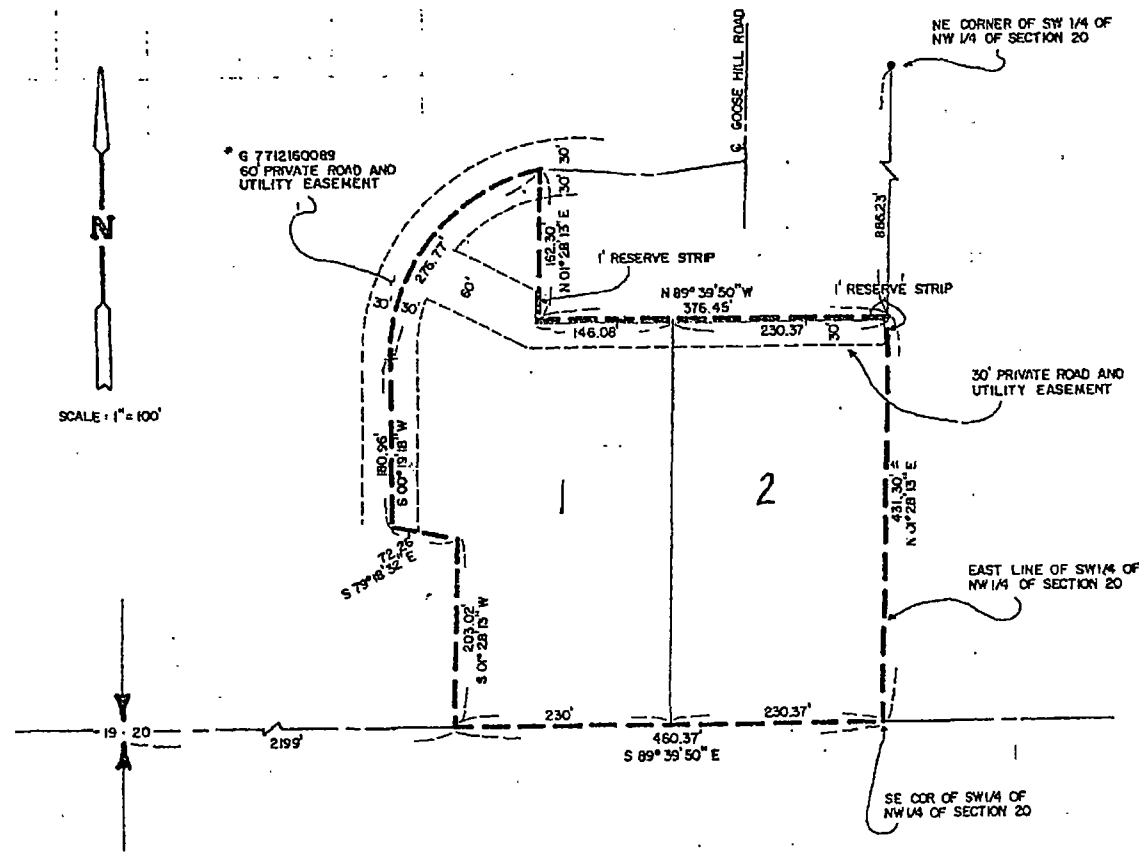 NE CORNER OF SW 1/4 OF
NW 1/4 OF SECTION 20
℄ GOOSE HILL ROAD
N
SCALE : 1" = 100'
* G 7712160089
60' PRIVATE ROAD AND
UTILITY EASEMENT
30'
30'
886.23'
276.77'
162.30'
N 01° 28' 13" E
1' RESERVE STRIP
N 89° 39' 50" W
376.45'
1' RESERVE STRIP
60'
30'
30'
146.08'
230.37'
30'
30' PRIVATE ROAD AND
UTILITY EASEMENT
180.96'
S 00° 19' 18" W
1
2
431.30'
N 01° 28' 13" E
72.26'
S 79° 18' 32" E
EAST LINE OF SW1/4 OF
NW 1/4 OF SECTION 20
203.02'
S 01° 28' 13" W
230'
230.37'
19 20
2199'
460.37'
S 89° 39' 50" E
SE COR OF SW1/4 OF
NW 1/4 OF SECTION 20